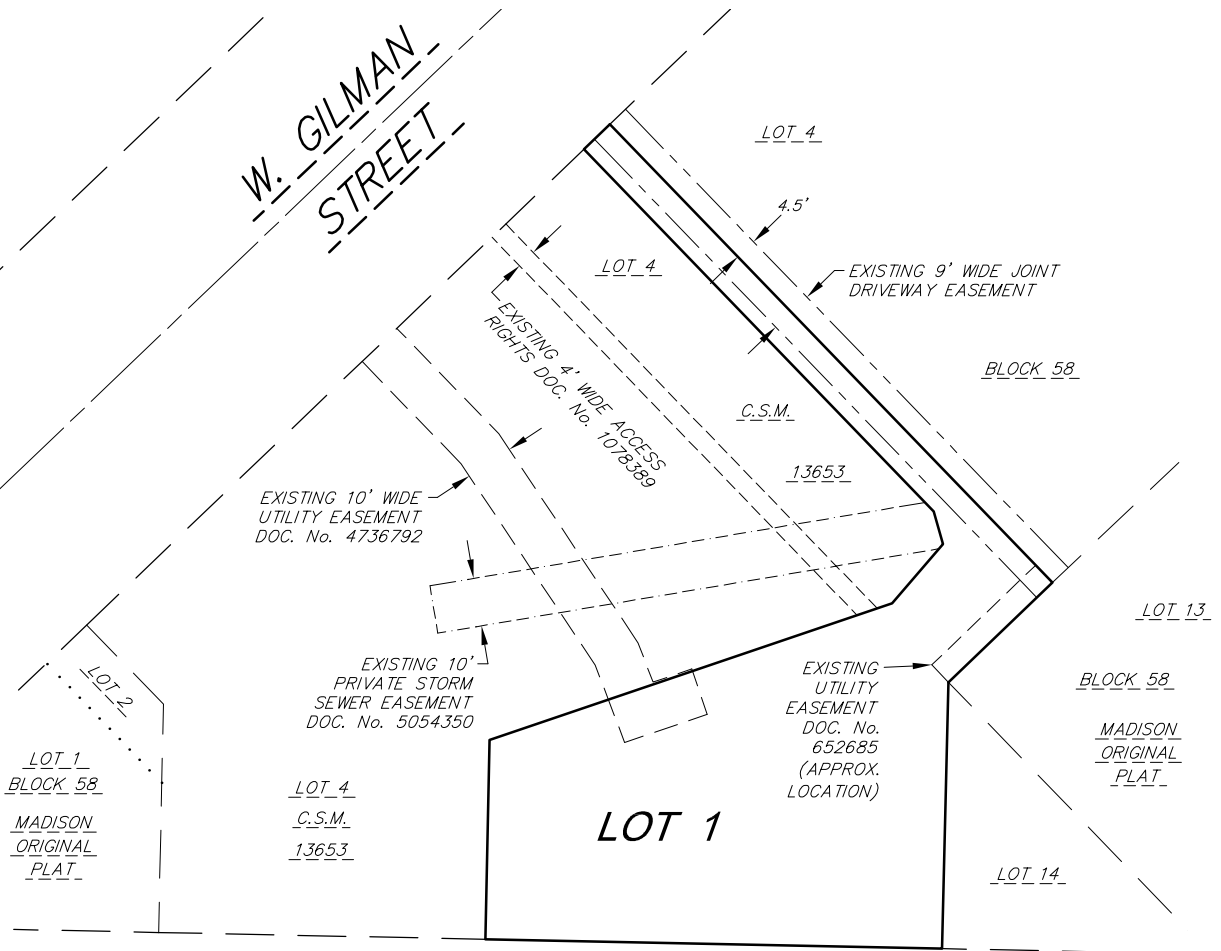 W. GILMAN
STREET
LOT 4
4.5'
LOT 4
EXISTING 9' WIDE JOINT
DRIVEWAY EASEMENT
EXISTING 4' WIDE ACCESS
RIGHTS DOC. No. 1078389
BLOCK 58
C.S.M.
13653
EXISTING 10' WIDE
UTILITY EASEMENT
DOC. No. 4736792
LOT 13
BLOCK 58
MADISON
ORIGINAL
PLAT
EXISTING 10'
PRIVATE STORM
SEWER EASEMENT
DOC. No. 5054350
EXISTING
UTILITY
EASEMENT
DOC. No.
652685
(APPROX.
LOCATION)
LOT 2
LOT 1
BLOCK 58
MADISON
ORIGINAL
PLAT
LOT 4
C.S.M.
13653
LOT 1
LOT 14